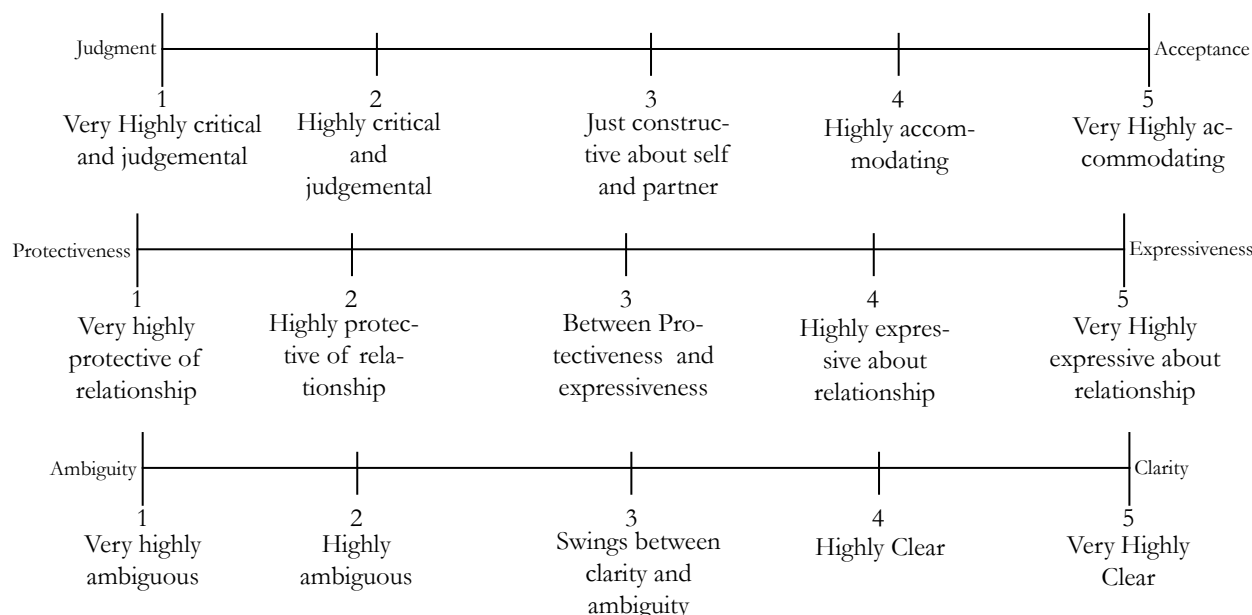 Judgment Acceptance
1 2 3 4 5
Very Highly critical Highly critical Just construc- Highly accom- Very Highly ac-
and judgemental and tive about self modating commodating
judgemental and partner
Protectiveness Expressiveness
1 2 3 4 5
Very highly Highly protec- Between Pro- Highly expres- Very Highly
protective of tive of rela- tectiveness and sive about expressive about
relationship tionship expressiveness relationship relationship
Ambiguity Clarity
1 2 3 4 5
Very highly Highly Swings between Highly Clear Very Highly
ambiguous ambiguous clarity and Clear
ambiguity